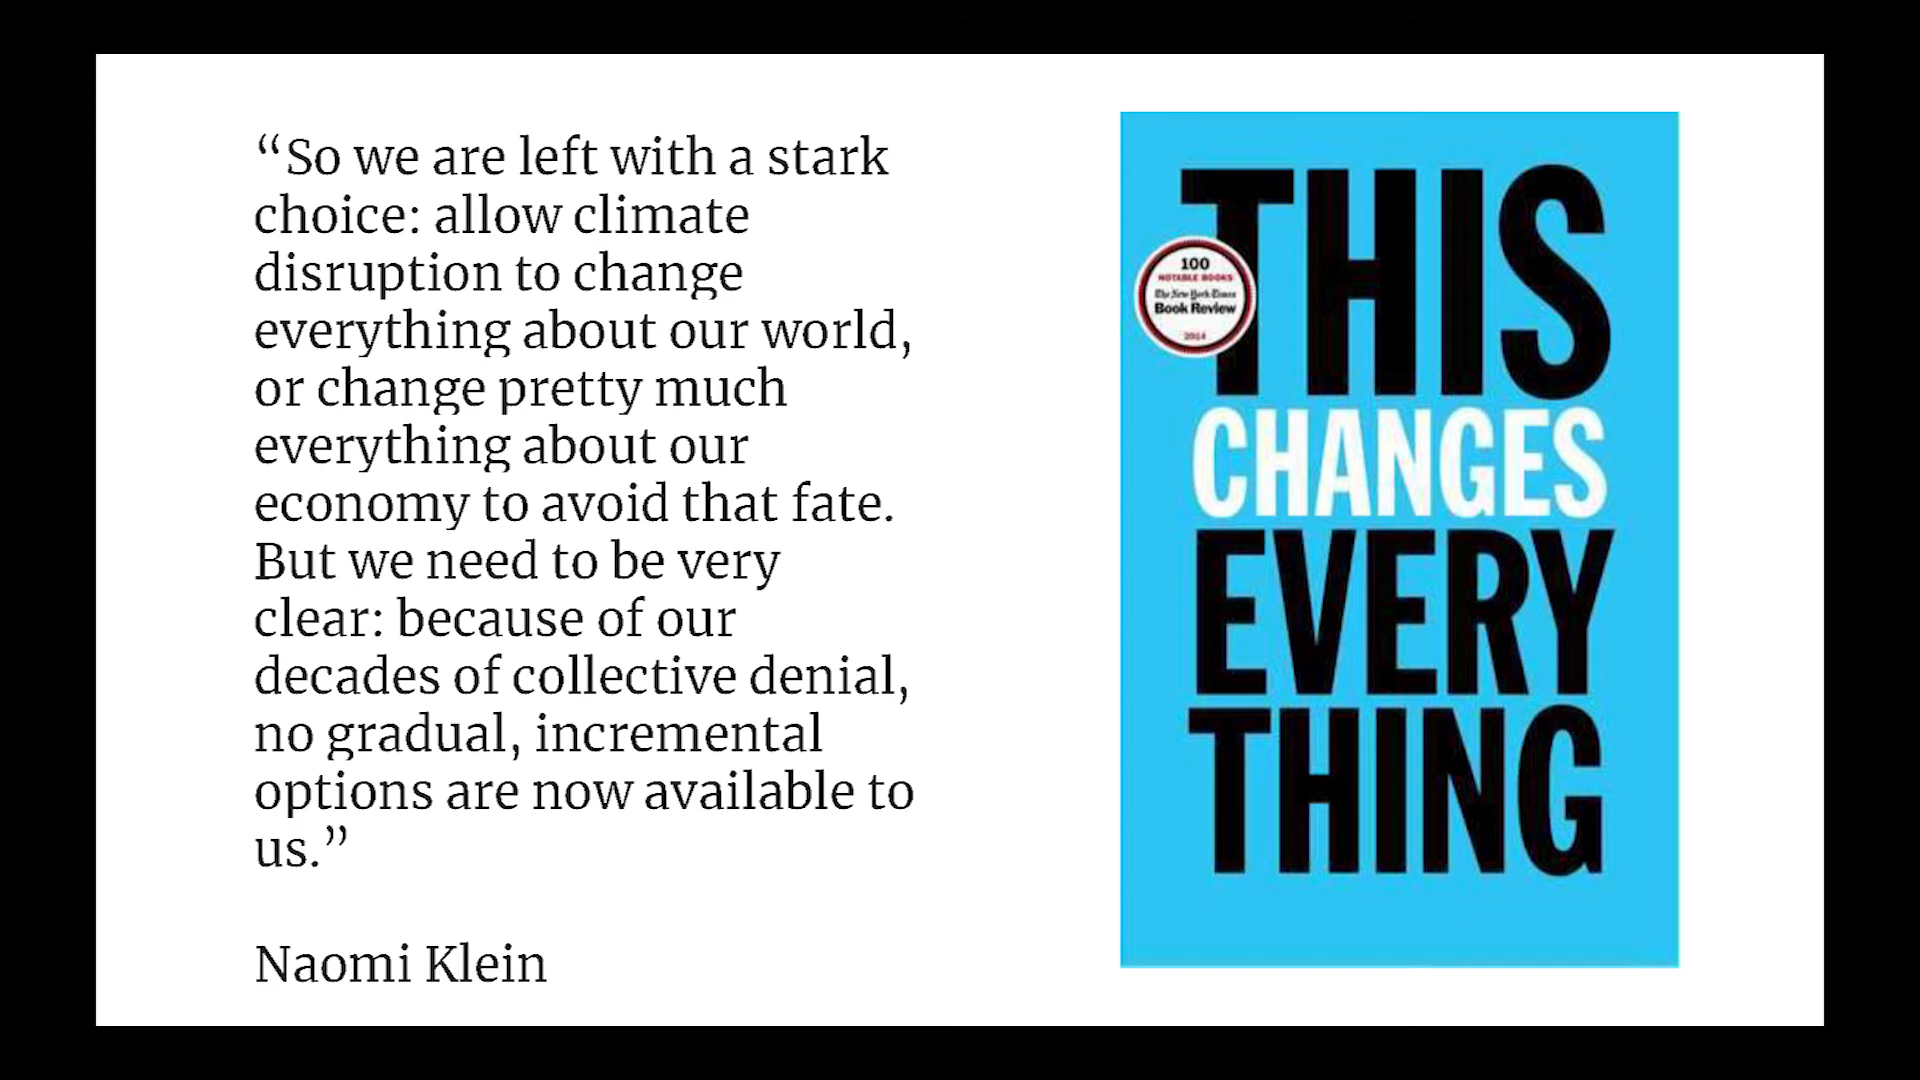 “So we are left with a stark
choice: allow climate
disruption to change
everything about our world,
or change pretty much
everything about our
economy to avoid that fate.
But we need to be very
clear: because of our
decades of collective denial,
no gradual, incremental
options are now available to
us.”
Naomi Klein
THIS
CHANGES
EVERY
THING
100
NOTABLE BOOKS
The New York Times
Book Review
2014